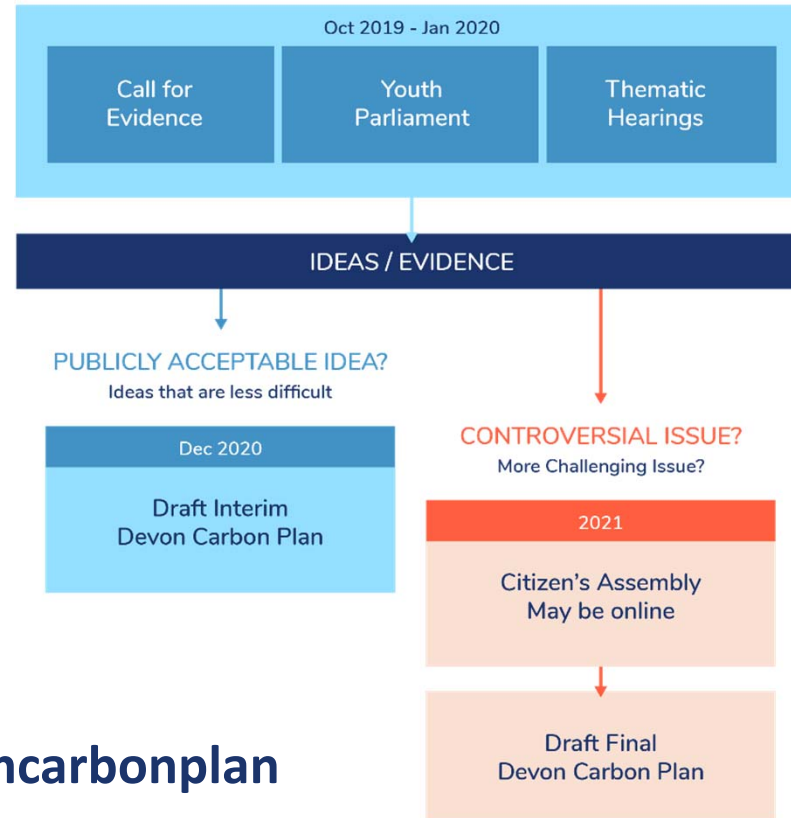 Oct 2019 - Jan 2020
Call for
Evidence
Youth
Parliament
Thematic
Hearings
IDEAS / EVIDENCE
PUBLICLY ACCEPTABLE IDEA?
Ideas that are less difficult
Dec 2020
Draft Interim
Devon Carbon Plan
CONTROVERSIAL ISSUE?
More Challenging Issue?
2021
Citizen's Assembly
May be online
Draft Final
Devon Carbon Plan
ncarbonplan